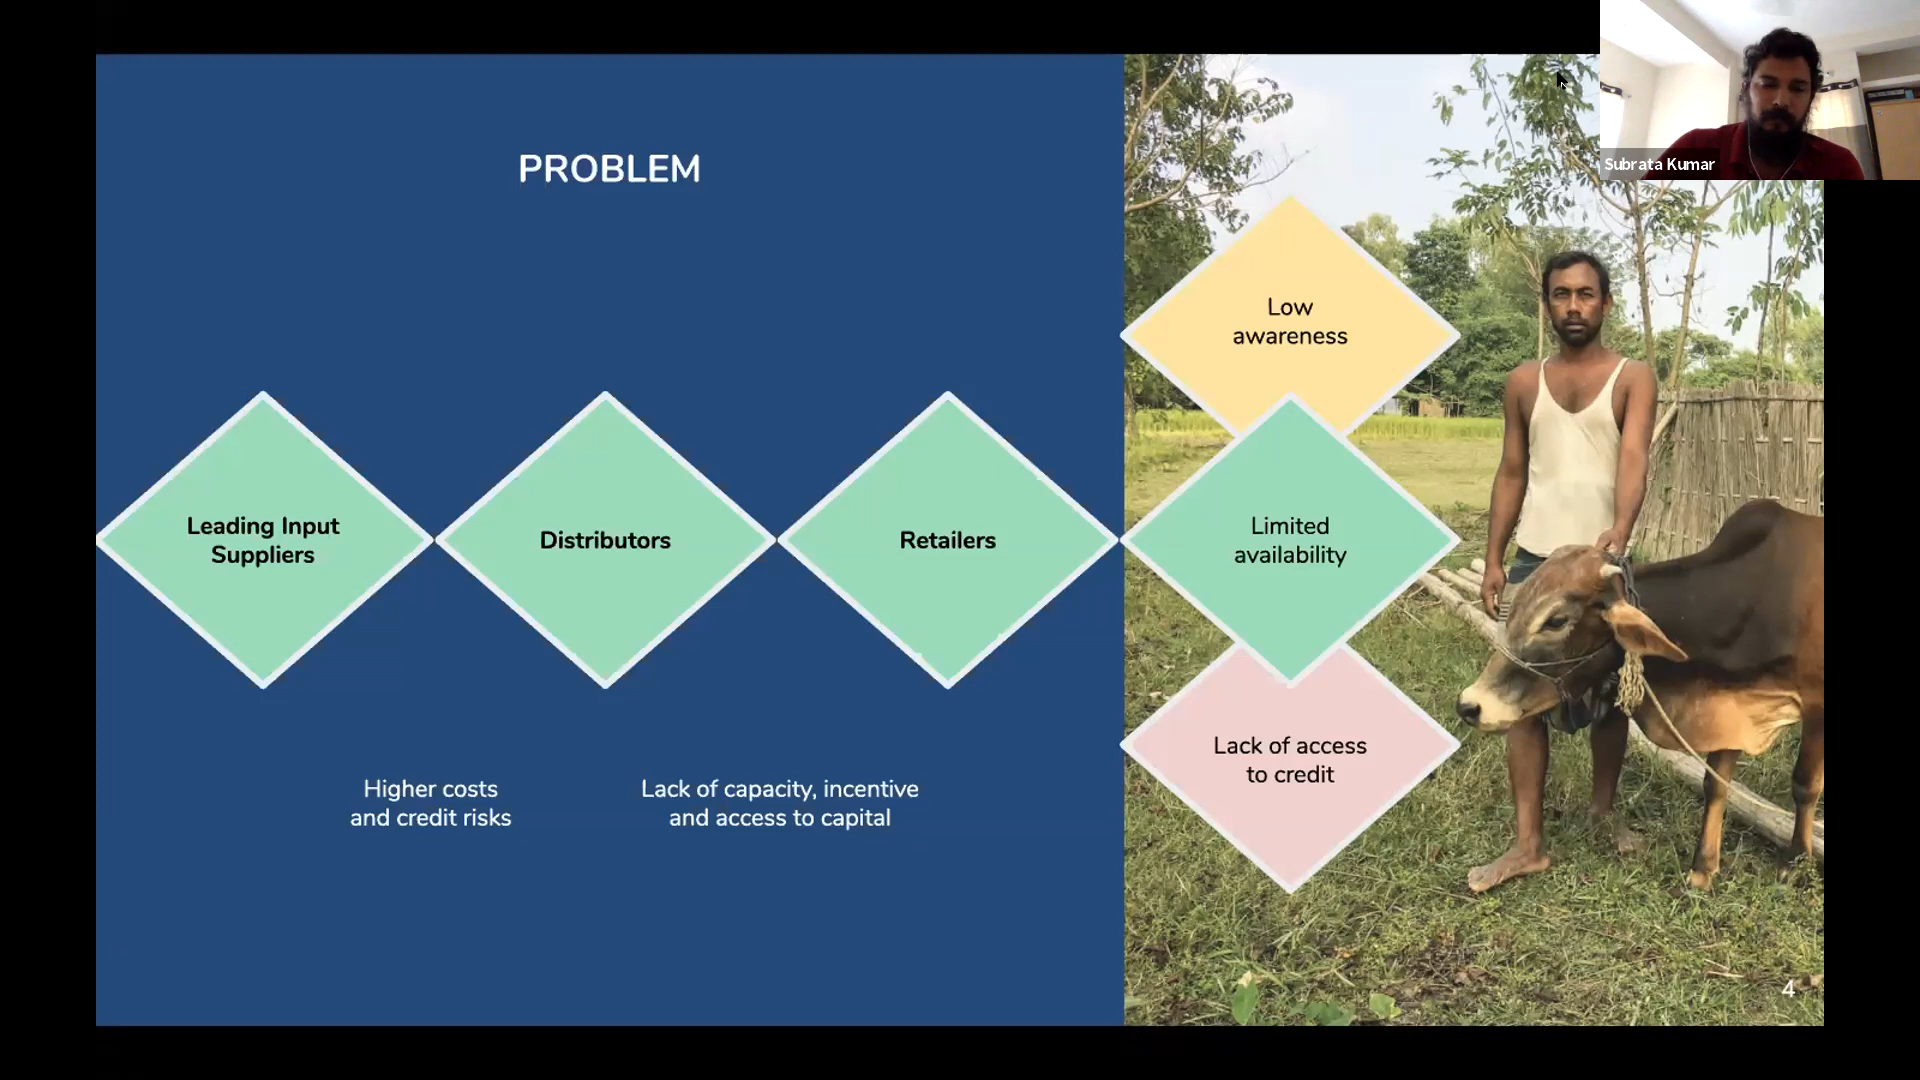 Subrata Kumar
PROBLEM
Low
awareness
Leading Input
Suppliers
Distributors
Retailers
Limited
availability
Lack of access
to credit
Higher costs
and credit risks
Lack of capacity, incentive
and access to capital
4